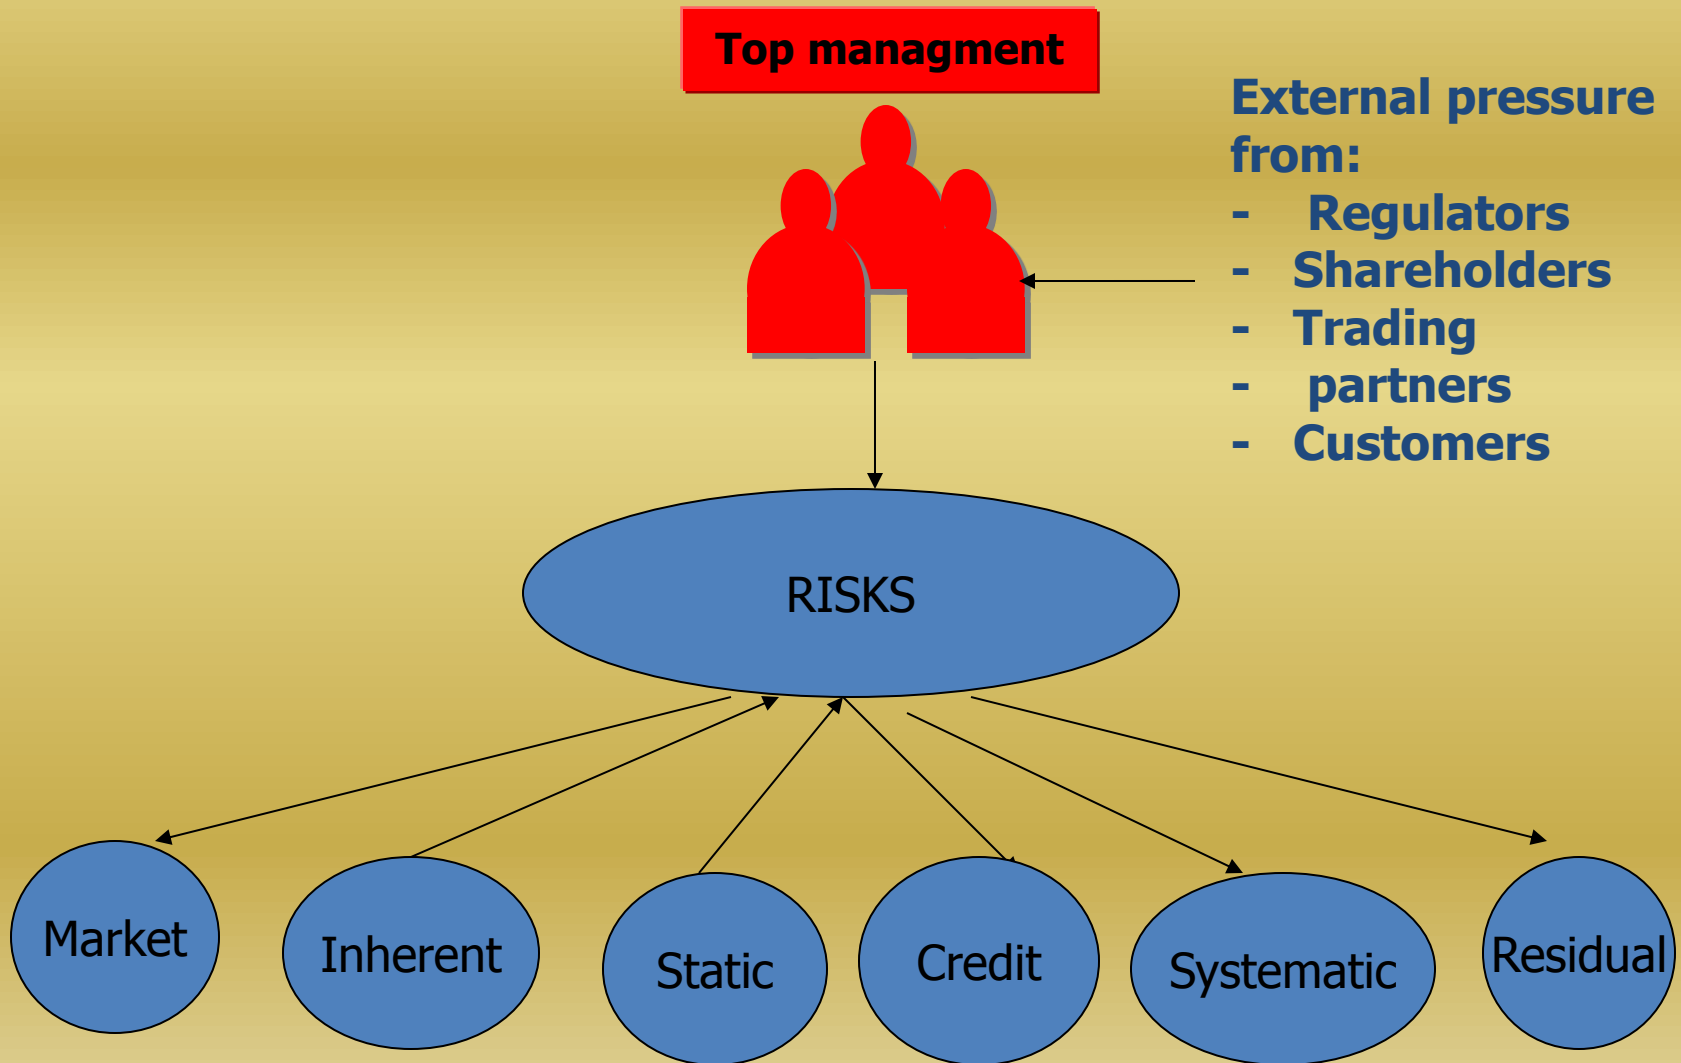 Top managment
External pressure
from:
- Regulators
- Shareholders
- Trading
- partners
- Customers
RISKS
Market
Inherent
Static
Credit
Systematic
Residual